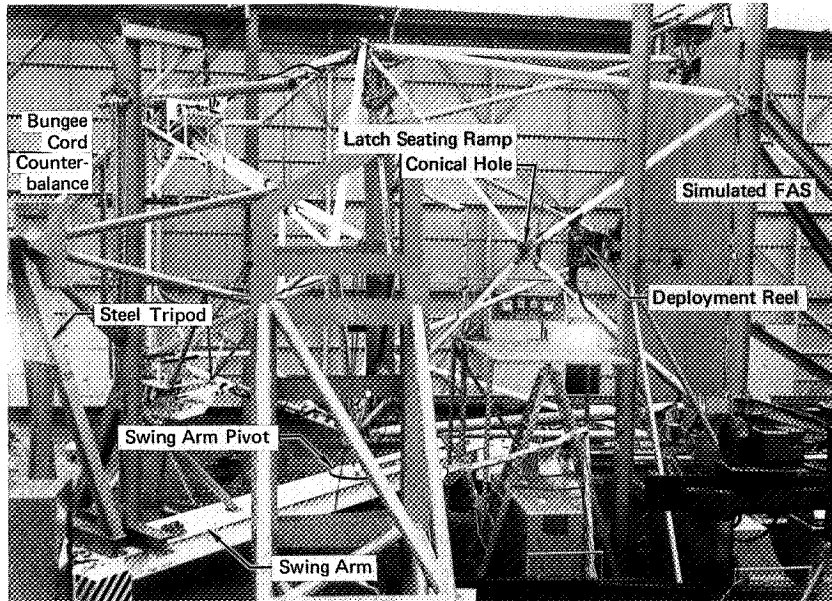 Bungee
Cord
Counter-
balance
Latch Seating Ramp
Conical Hole
Simulated FAS
Deployment Reel
Steel Tripod
Swing Arm Pivot
Swing Arm